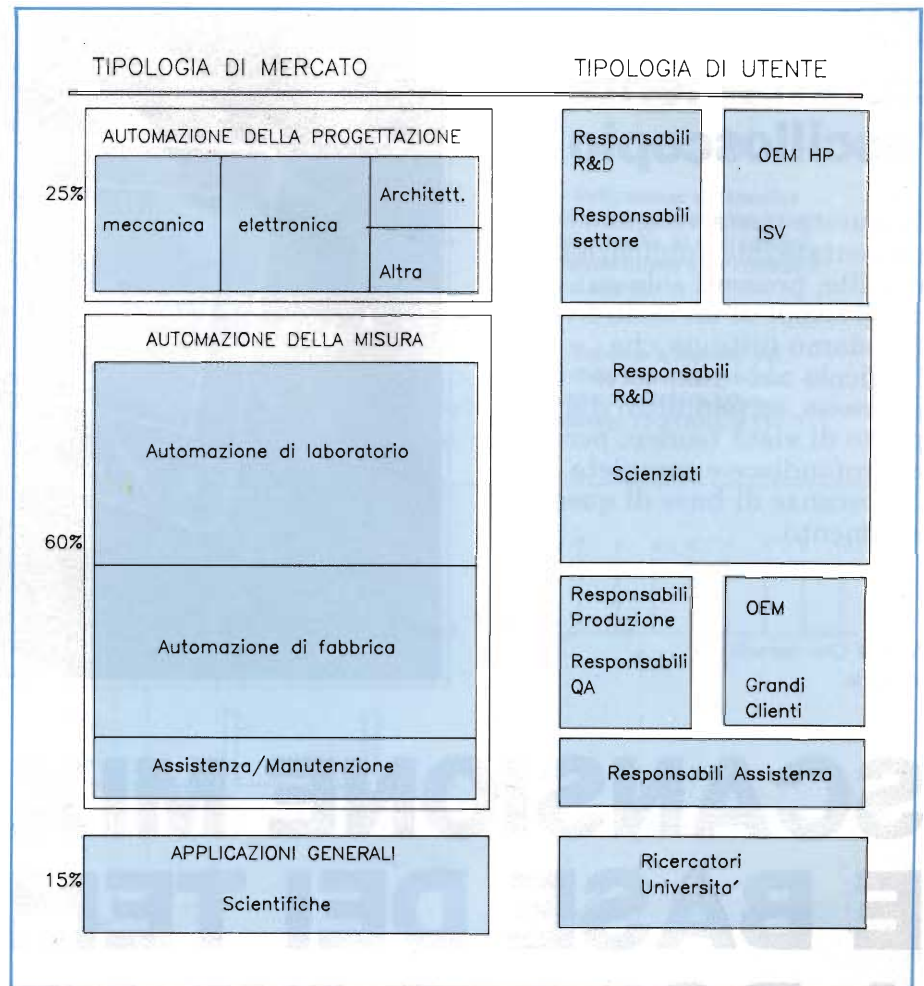 TIPOLOGIA DI MERCATO
TIPOLOGIA DI UTENTE
AUTOMAZIONE DELLA PROGETTAZIONE
25%
meccanica
elettronica
Architett.
Altra
Responsabili
R&D
Responsabili
settore
OEM HP
ISV
AUTOMAZIONE DELLA MISURA
60%
Automazione di laboratorio
Automazione di fabbrica
Assistenza/Manutenzione
Responsabili
R&D
Scienziati
Responsabili
Produzione
Responsabili
QA
OEM
Grandi
Clienti
Responsabili Assistenza
APPLICAZIONI GENERALI
15%
Scientifiche
Ricercatori
Universita'